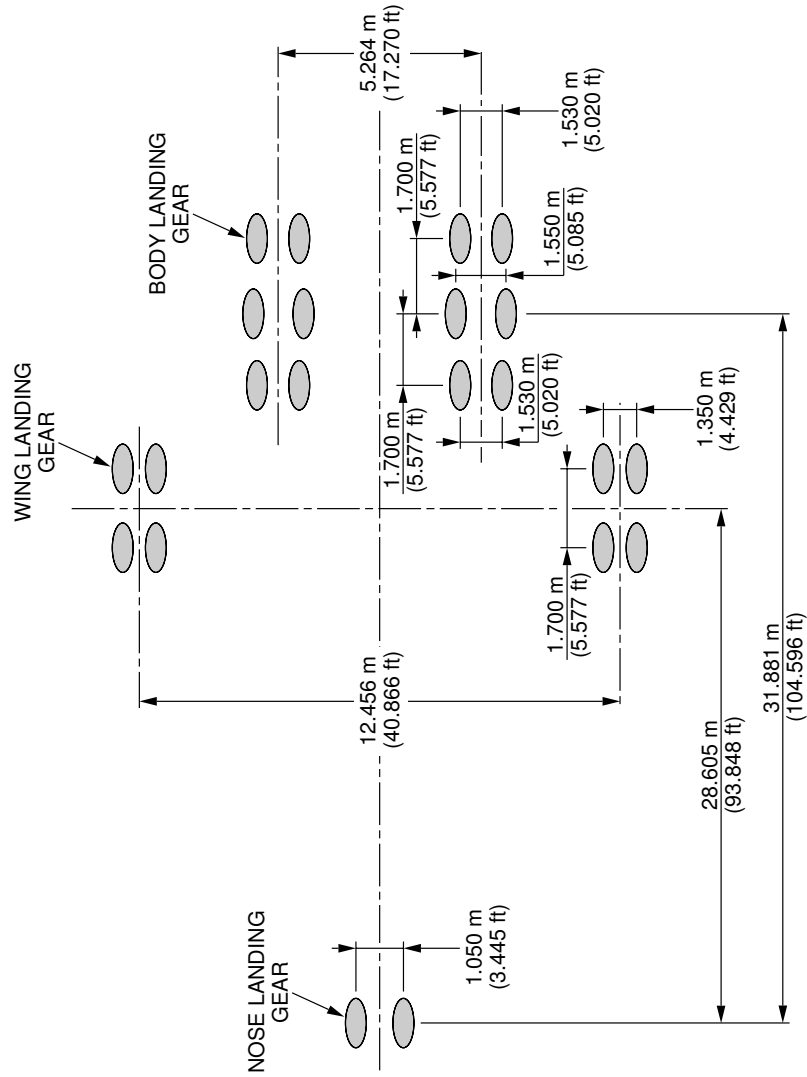 WING LANDING
GEAR
BODY LANDING
GEAR
NOSE LANDING
GEAR
5.264 m
(17.270 ft)
1.530 m
(5.020 ft)
1.700 m
(5.577 ft)
1.550 m
(5.085 ft)
1.700 m
(5.577 ft)
1.530 m
(5.020 ft)
1.350 m
(4.429 ft)
1.700 m
(5.577 ft)
12.456 m
(40.866 ft)
1.050 m
(3.445 ft)
28.605 m
(93.848 ft)
31.881 m
(104.596 ft)